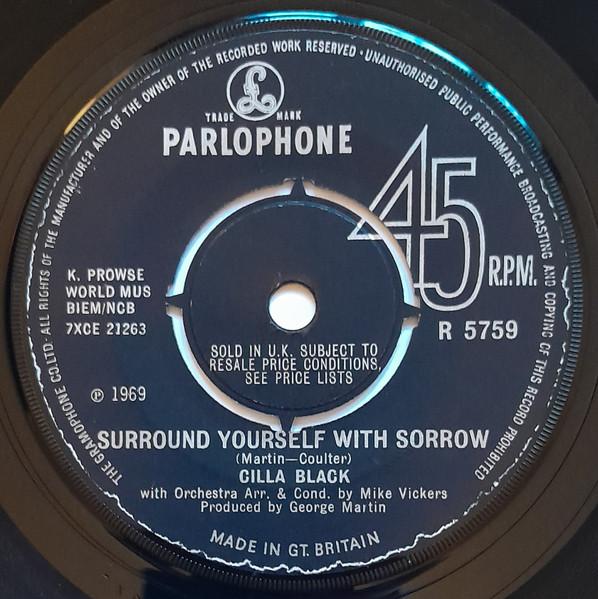 THE GRAMOPHONE CO.LTD. ALL RIGHTS OF THE MANUFACTURER AND OF THE OWNER OF THE RECORDED WORK RESERVED · UNAUTHORISED PUBLIC PERFORMANCE BROADCASTING AND COPYING OF THIS RECORD PROHIBITED
£
TRADE MARK
PARLOPHONE
45 R.P.M.
K. PROWSE
WORLD MUS
BIEM/NCB
7XCE 21263
R 5759
SOLD IN U.K. SUBJECT TO
RESALE PRICE CONDITIONS,
SEE PRICE LISTS
℗ 1969
SURROUND YOURSELF WITH SORROW
(Martin—Coulter)
CILLA BLACK
with Orchestra Arr. & Cond. by Mike Vickers
Produced by George Martin
MADE IN GT. BRITAIN